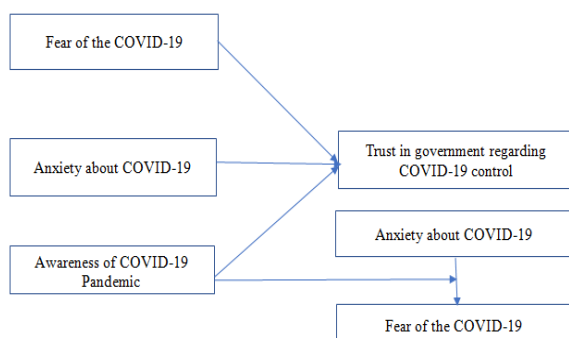 Fear of the COVID-19
Anxiety about COVID-19
Trust in government regarding
COVID-19 control
Awareness of COVID-19
Pandemic
Anxiety about COVID-19
Fear of the COVID-19